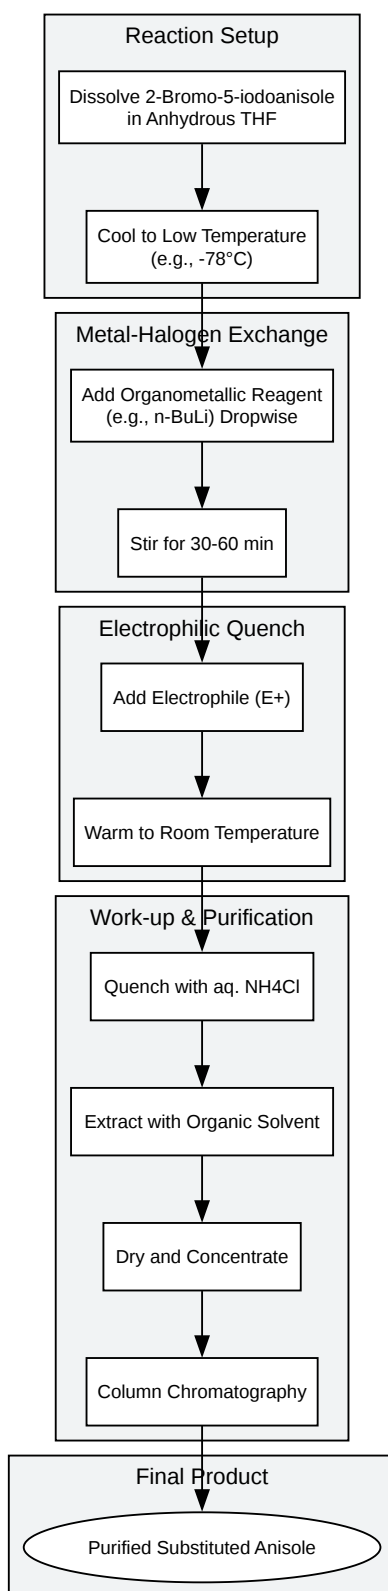 Reaction Setup
Dissolve 2-Bromo-5-iodoanisole
in Anhydrous THF
Cool to Low Temperature
(e.g., -78°C)
Metal-Halogen Exchange
Add Organometallic Reagent
(e.g., n-BuLi) Dropwise
Stir for 30-60 min
Electrophilic Quench
Add Electrophile (E+)
Warm to Room Temperature
Work-up & Purification
Quench with aq. NH4Cl
Extract with Organic Solvent
Dry and Concentrate
Column Chromatography
Final Product
Purified Substituted Anisole